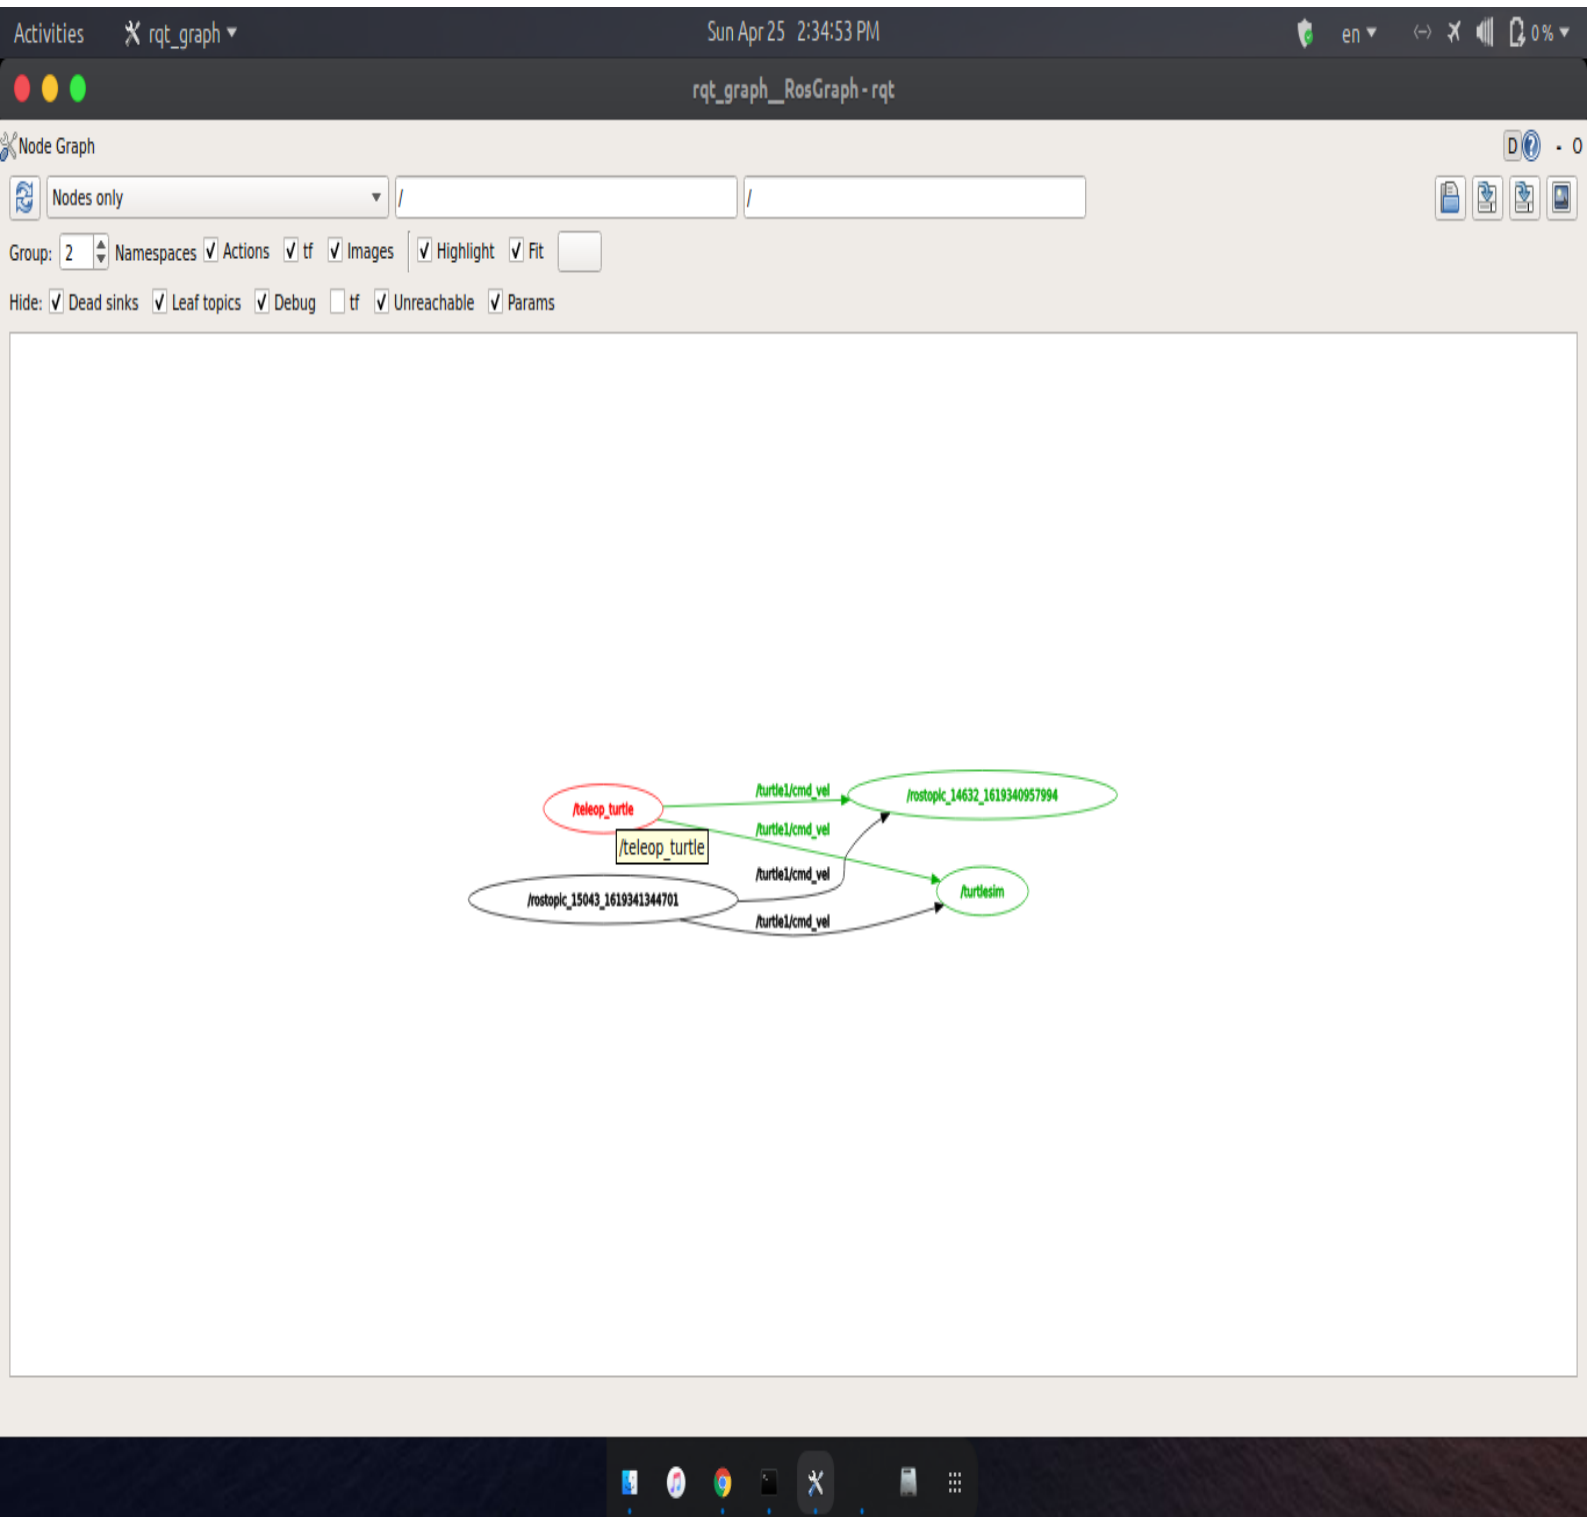 Activities rqt_graph Sun Apr 25 2:34:53 PM en 0 %
rqt_graph__RosGraph - rqt
Node Graph D ? - O
Nodes only / /
Group: 2 Namespaces Actions tf Images Highlight Fit
Hide: Dead sinks Leaf topics Debug tf Unreachable Params
/turtle1/cmd_vel
/teleop_turtle
/rostopic_14632_1619340957994
/turtle1/cmd_vel
/teleop_turtle
/turtle1/cmd_vel
/rostopic_15043_1619341344701
/turtlesim
/turtle1/cmd_vel